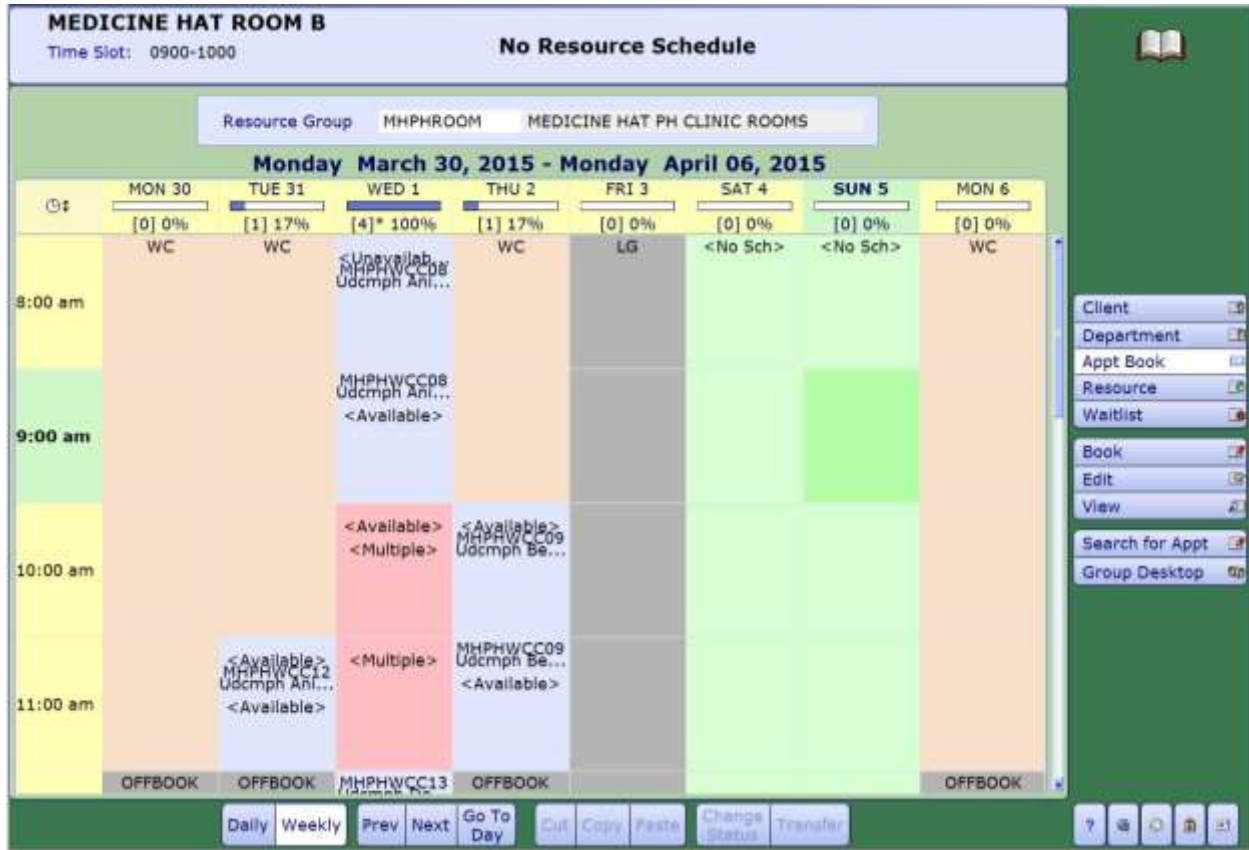 MEDICINE HAT ROOM B
Time Slot: 0900-1000
No Resource Schedule
Resource Group MHPHROOM MEDICINE HAT PH CLINIC ROOMS
Monday March 30, 2015 - Monday April 06, 2015
MON 30 TUE 31 WED 1 THU 2 FRI 3 SAT 4 SUN 5 MON 6
[0] 0% [1] 17% [4]* 100% [1] 17% [0] 0% [0] 0% [0] 0% [0] 0%
WC WC <Unavailab... WC LG <No Sch> <No Sch> WC
MHPHWCC08
Udcmph Ani...
8:00 am
MHPHWCC08
Udcmph Ani...
<Available>
9:00 am
<Available> <Available>
MHPHWCC09
<Multiple> Udcmph Be...
10:00 am
<Available> <Multiple> MHPHWCC09
MHPHWCC12 Udcmph Be...
Udcmph Ani... <Available>
<Available>
11:00 am
OFFBOOK OFFBOOK MHPHWCC13 OFFBOOK OFFBOOK
Client
Department
Appt Book
Resource
Waitlist
Book
Edit
View
Search for Appt
Group Desktop
Daily Weekly Prev Next Go To Day Cut Copy Paste Change Status Transfer
?